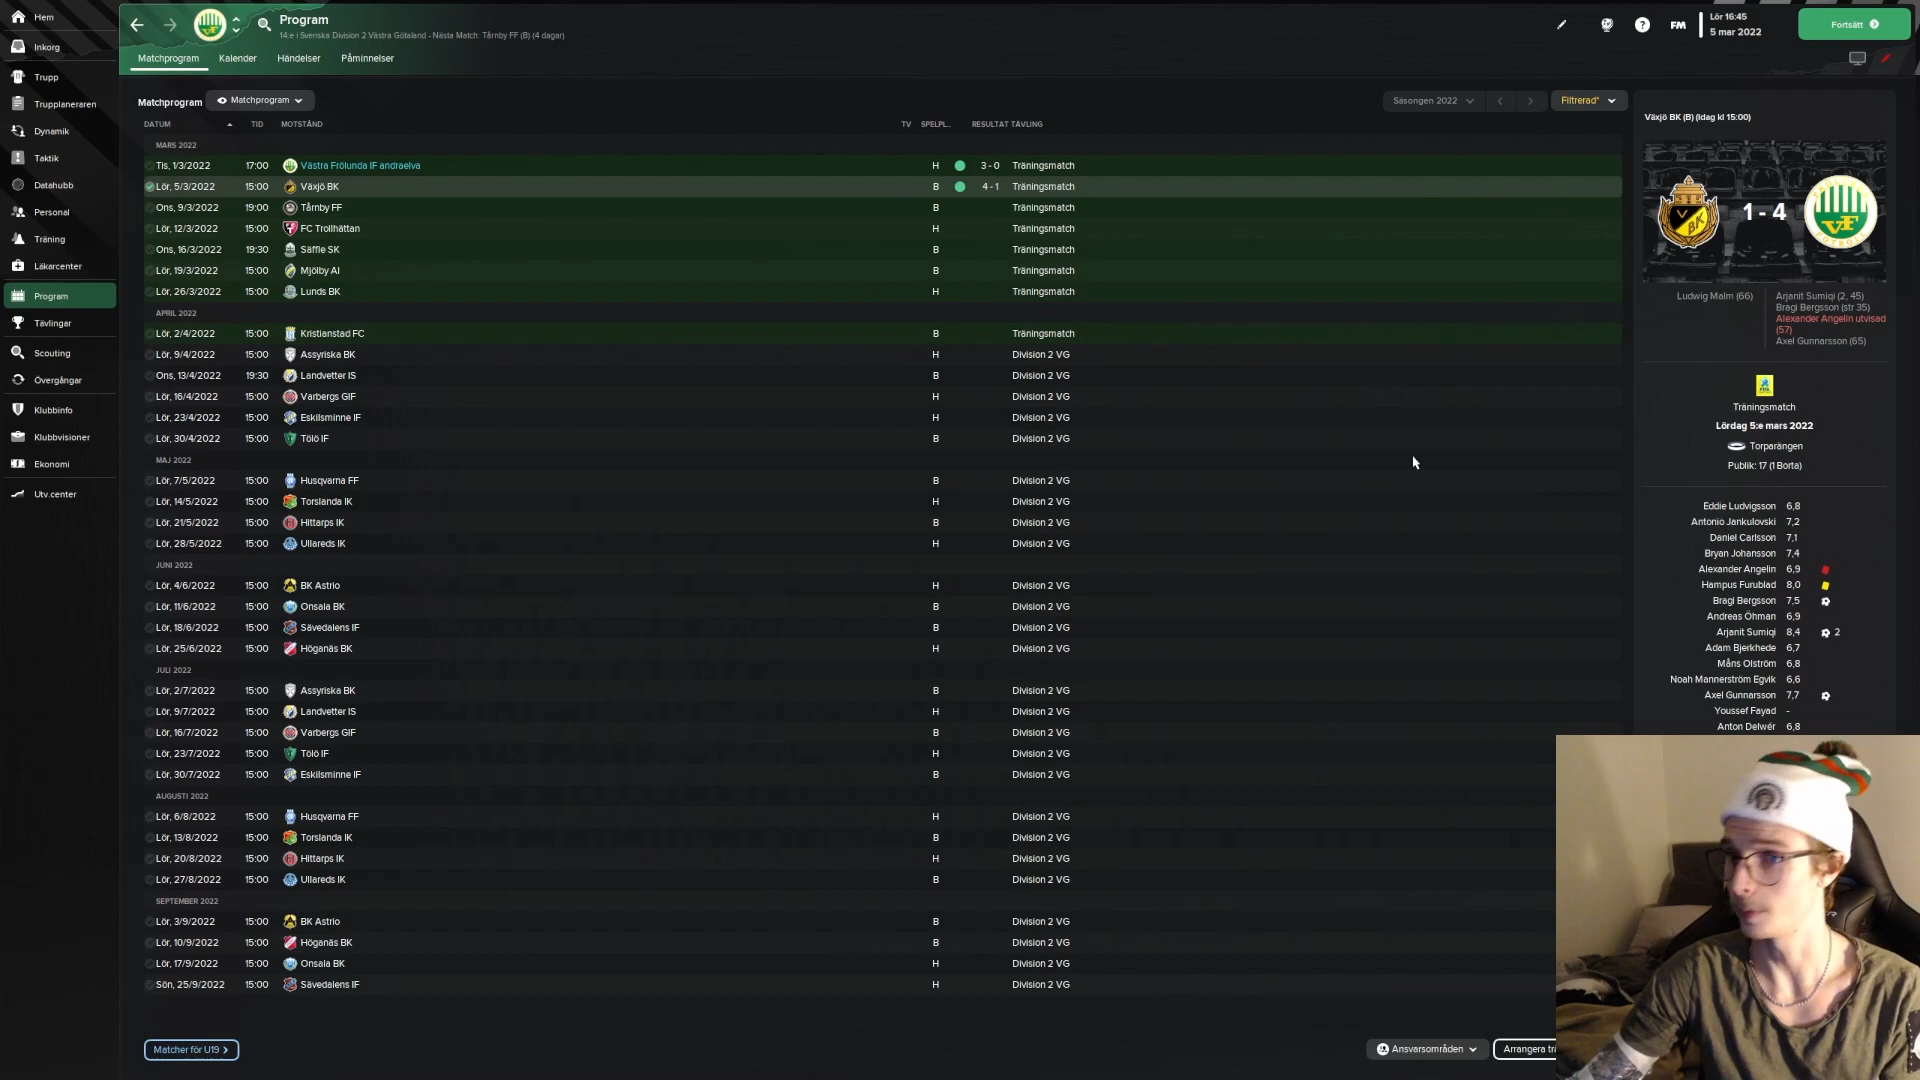 Hem
Inkorg
Trupp
Trupplaneraren
Dynamik
Taktik
Datahubb
Personal
Träning
Läkarcenter
Program
Tävlingar
Scouting
Övergångar
Klubbinfo
Klubbvisioner
Ekonomi
Utv.center
Program
14:e i Svenska Division 2 Västra Götaland - Nästa Match: Tårnby FF (B) (4 dagar)
FM
Lör 16:45
5 mar 2022
Fortsätt
Matchprogram Kalender Händelser Påminnelser
Matchprogram Matchprogram Säsongen 2022 Filtrerad*
DATUM TID MOTSTÅND TV SPELPL... RESULTAT TÄVLING
MARS 2022
Tis, 1/3/2022 17:00 Västra Frölunda IF andraelva H 3 - 0 Träningsmatch
Lör, 5/3/2022 15:00 Växjö BK B 4 - 1 Träningsmatch
Ons, 9/3/2022 19:00 Tårnby FF B Träningsmatch
Lör, 12/3/2022 15:00 FC Trollhättan H Träningsmatch
Ons, 16/3/2022 19:30 Säffle SK B Träningsmatch
Lör, 19/3/2022 15:00 Mjölby AI B Träningsmatch
Lör, 26/3/2022 15:00 Lunds BK H Träningsmatch
APRIL 2022
Lör, 2/4/2022 15:00 Kristianstad FC B Träningsmatch
Lör, 9/4/2022 15:00 Assyriska BK H Division 2 VG
Ons, 13/4/2022 19:30 Landvetter IS B Division 2 VG
Lör, 16/4/2022 15:00 Varbergs GIF H Division 2 VG
Lör, 23/4/2022 15:00 Eskilsminne IF H Division 2 VG
Lör, 30/4/2022 15:00 Tölö IF B Division 2 VG
MAJ 2022
Lör, 7/5/2022 15:00 Husqvarna FF B Division 2 VG
Lör, 14/5/2022 15:00 Torslanda IK H Division 2 VG
Lör, 21/5/2022 15:00 Hittarps IK B Division 2 VG
Lör, 28/5/2022 15:00 Ullareds IK H Division 2 VG
JUNI 2022
Lör, 4/6/2022 15:00 BK Astrio H Division 2 VG
Lör, 11/6/2022 15:00 Onsala BK B Division 2 VG
Lör, 18/6/2022 15:00 Sävedalens IF B Division 2 VG
Lör, 25/6/2022 15:00 Höganäs BK H Division 2 VG
JULI 2022
Lör, 2/7/2022 15:00 Assyriska BK B Division 2 VG
Lör, 9/7/2022 15:00 Landvetter IS H Division 2 VG
Lör, 16/7/2022 15:00 Varbergs GIF B Division 2 VG
Lör, 23/7/2022 15:00 Tölö IF H Division 2 VG
Lör, 30/7/2022 15:00 Eskilsminne IF B Division 2 VG
AUGUSTI 2022
Lör, 6/8/2022 15:00 Husqvarna FF H Division 2 VG
Lör, 13/8/2022 15:00 Torslanda IK B Division 2 VG
Lör, 20/8/2022 15:00 Hittarps IK H Division 2 VG
Lör, 27/8/2022 15:00 Ullareds IK B Division 2 VG
SEPTEMBER 2022
Lör, 3/9/2022 15:00 BK Astrio B Division 2 VG
Lör, 10/9/2022 15:00 Höganäs BK B Division 2 VG
Lör, 17/9/2022 15:00 Onsala BK H Division 2 VG
Sön, 25/9/2022 15:00 Sävedalens IF H Division 2 VG
Matcher för U19
Ansvarsområden Arrangera
Växjö BK (B) (Idag kl 15:00)
1 - 4
Ludwig Malm (66) Arjanit Sumiqi (2, 45)
Bragi Bergsson (str 35)
Alexander Angelin utvisad
(57)
Axel Gunnarsson (65)
Träningsmatch
Lördag 5:e mars 2022
Torparängen
Publik: 17 (1 Borta)
Eddie Ludvigsson 6,8
Antonio Jankulovski 7,2
Daniel Carlsson 7,1
Bryan Johansson 7,4
Alexander Angelin 6,9
Hampus Furublad 8,0
Bragi Bergsson 7,5
Andreas Öhman 6,9
Arjanit Sumiqi 8,4 2
Adam Bjerkhede 6,7
Måns Olström 6,8
Noah Mannerström Egvik 6,6
Axel Gunnarsson 7,7
Youssef Fayad -
Anton Delwér 6,8